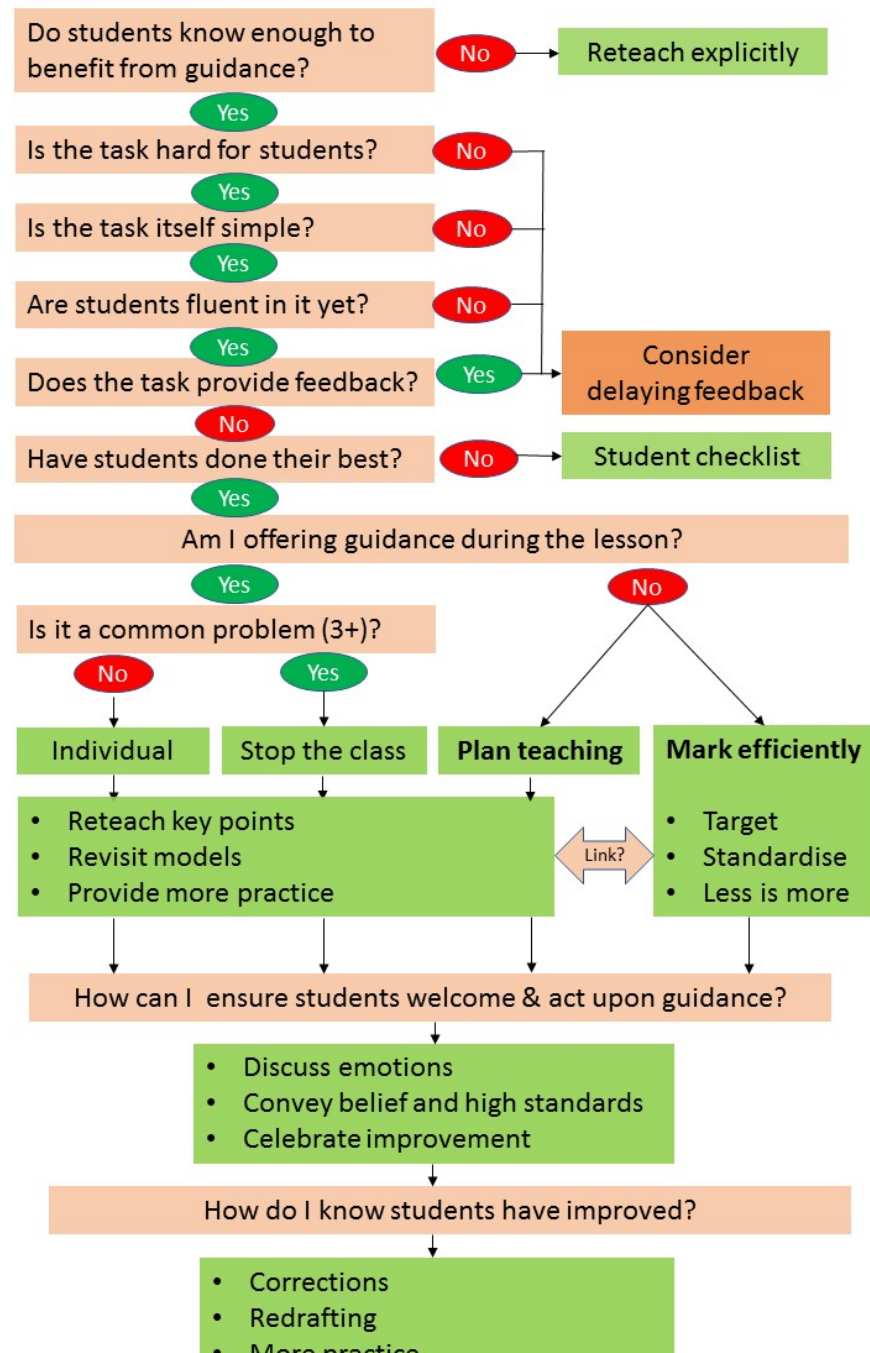 Do students know enough to
benefit from guidance?
No
Reteach explicitly
Yes
Is the task hard for students?
No
Yes
Is the task itself simple?
No
Yes
Are students fluent in it yet?
No
Yes
Does the task provide feedback?
Yes
Consider
delaying feedback
No
Have students done their best?
No
Student checklist
Yes
Am I offering guidance during the lesson?
Yes
No
Is it a common problem (3+)?
No
Yes
Individual
Stop the class
Plan teaching
Mark efficiently
• Reteach key points
• Revisit models
• Provide more practice
Link?
• Target
• Standardise
• Less is more
How can I ensure students welcome & act upon guidance?
• Discuss emotions
• Convey belief and high standards
• Celebrate improvement
How do I know students have improved?
• Corrections
• Redrafting
• More practice